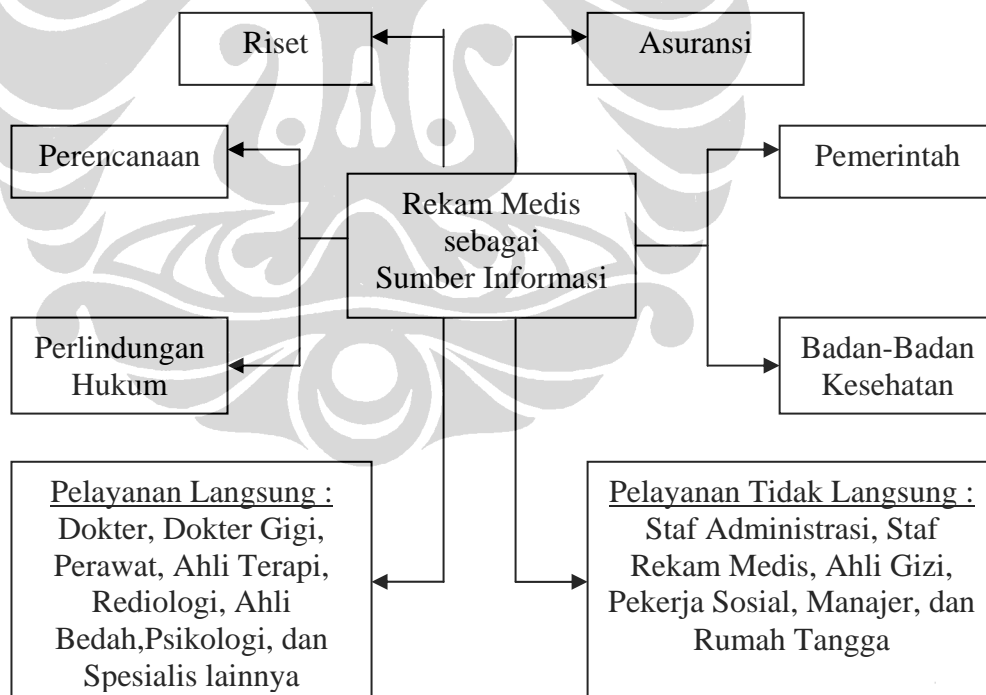 Riset
Asuransi
Perencanaan
Pemerintah
Rekam Medis
sebagai
Sumber Informasi
Perlindungan
Hukum
Badan-Badan
Kesehatan
Pelayanan Langsung :
Dokter, Dokter Gigi,
Perawat, Ahli Terapi,
Rediologi, Ahli
Bedah,Psikologi, dan
Spesialis lainnya
Pelayanan Tidak Langsung :
Staf Administrasi, Staf
Rekam Medis, Ahli Gizi,
Pekerja Sosial, Manajer, dan
Rumah Tangga